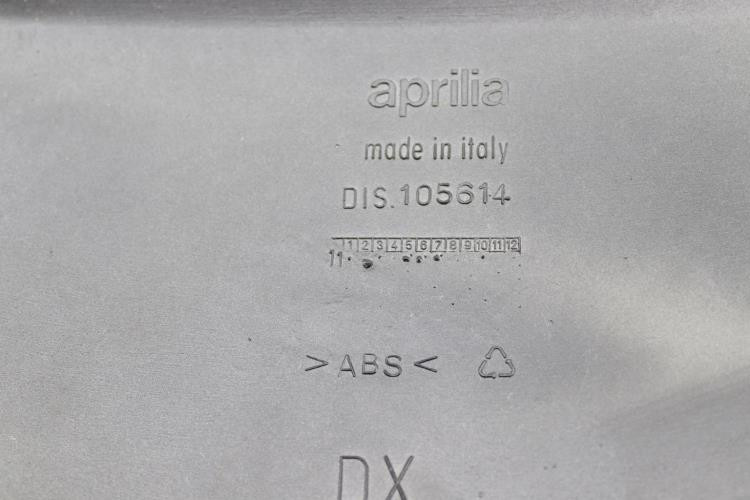 aprilia
made in italy
DIS.105614
1 2 3 4 5 6 7 8 9 10 11 12
11
>ABS<
DX